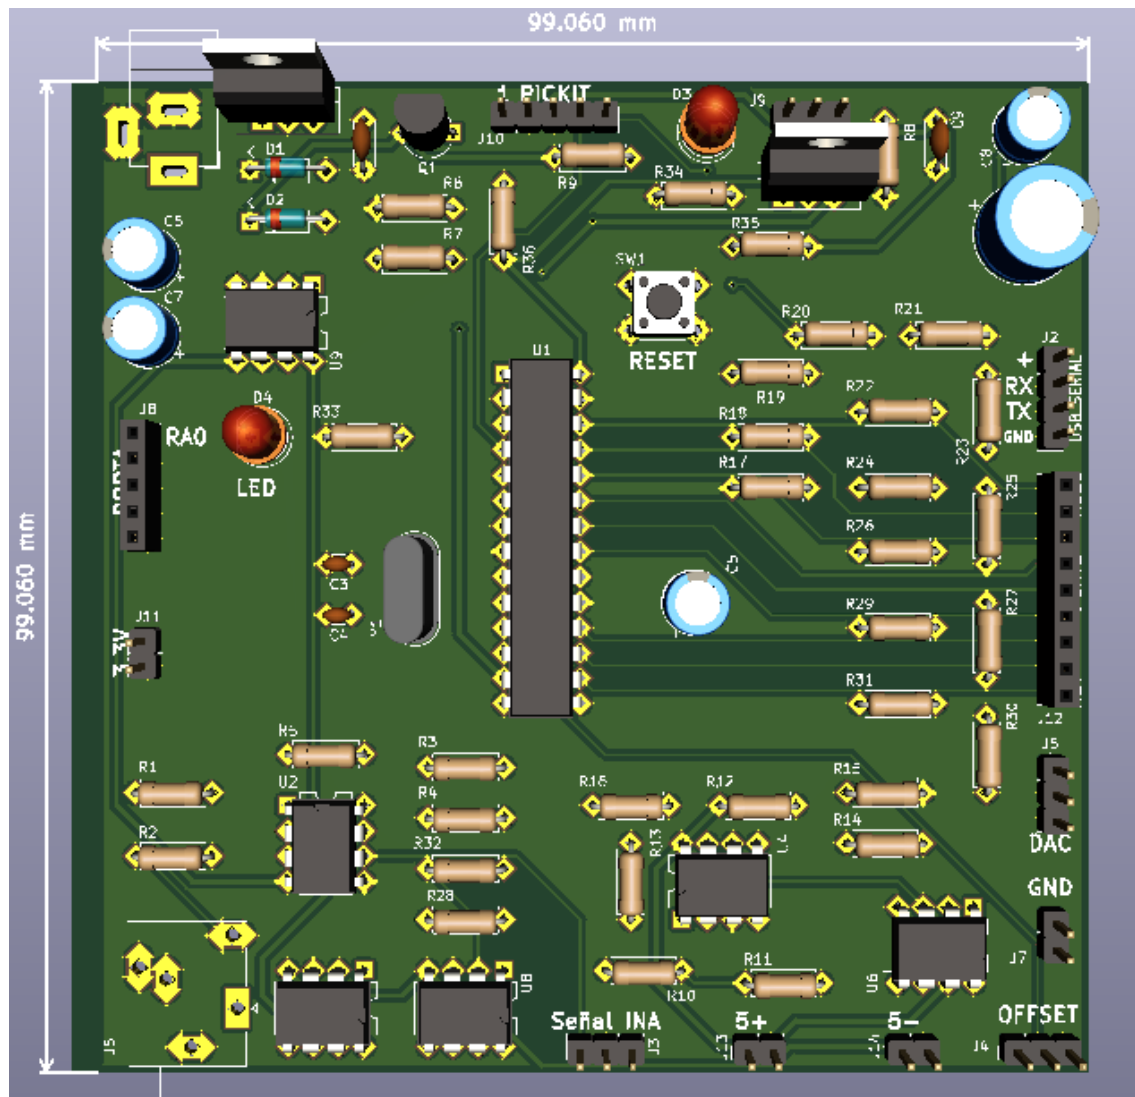 99.060 mm
99.060 mm
1 PICKIT
D3
J9
J10
R8
C9
C8
D1
Q1
R9
R34
D2
R6
R7
R36
R35
C5
C7
SW1
RESET
R20
R21
U9
U1
J2
+
RX
TX
GND
USB_SERIAL
J8
RA0
D4
LED
R33
R19
R18
R17
R22
R23
R24
R25
R26
R27
R29
R31
R30
C3
J11
3.3V
J12
J5
DAC
R5
R3
R1
U2
R4
R2
R32
R28
R16
R12
R15
R14
R13
GND
J7
U8
R10
R11
U6
Señal INA
J3
5+
J13
5-
J14
OFFSET
J4